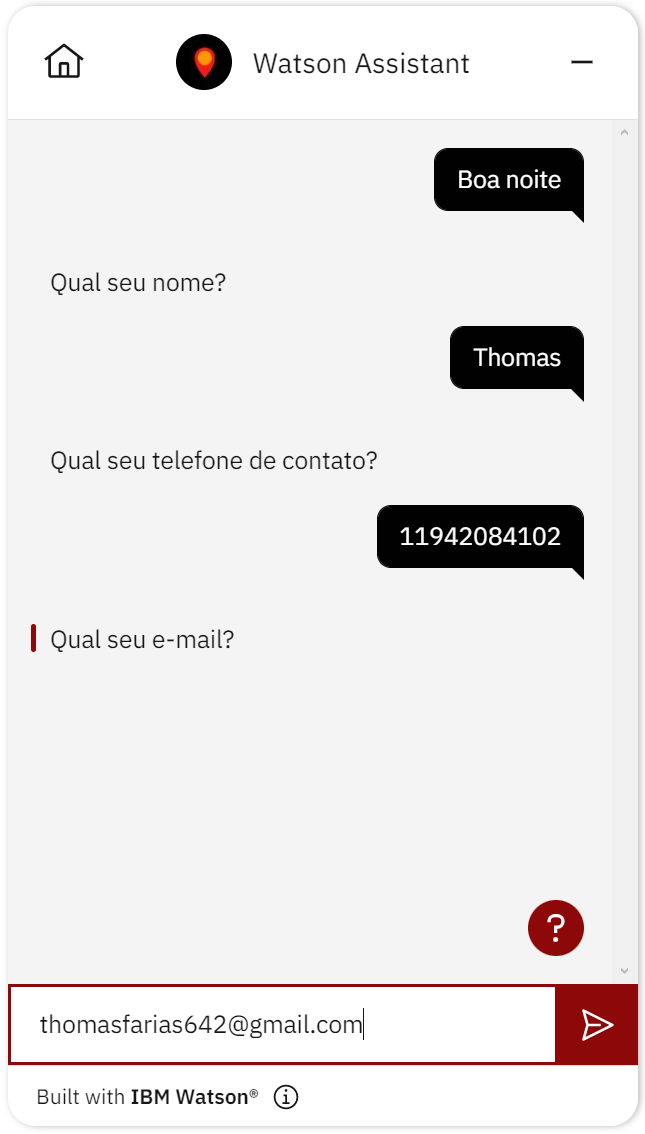 Watson Assistant
Boa noite
Qual seu nome?
Thomas
Qual seu telefone de contato?
11942084102
Qual seu e-mail?
?
thomasfarias642@gmail.com
Built with IBM Watson®